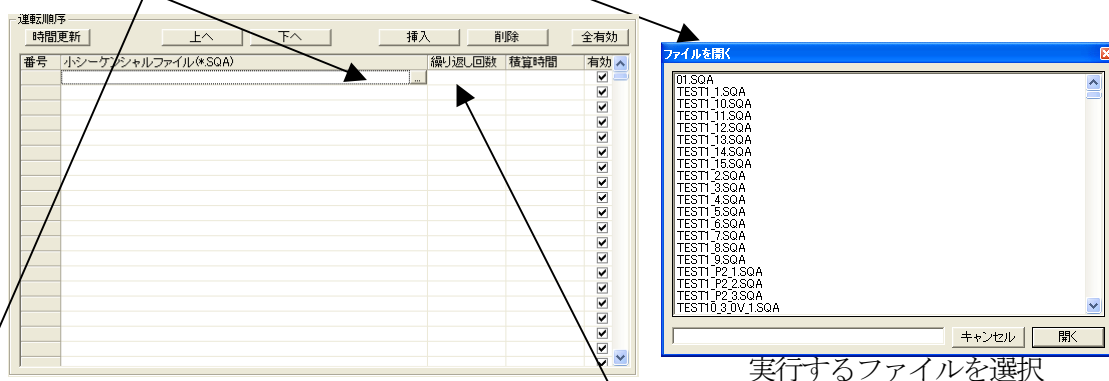 運転順序
時間更新 上へ 下へ 挿入 削除 全有効
番号 小シーケンシャルファイル(*.SQA) 繰り返し回数 積算時間 有効
...
ファイルを開く
01.SQA
TEST1_1.SQA
TEST1_10.SQA
TEST1_11.SQA
TEST1_12.SQA
TEST1_13.SQA
TEST1_14.SQA
TEST1_15.SQA
TEST1_2.SQA
TEST1_3.SQA
TEST1_4.SQA
TEST1_5.SQA
TEST1_6.SQA
TEST1_7.SQA
TEST1_8.SQA
TEST1_9.SQA
TEST1_P2_1.SQA
TEST1_P2_2.SQA
TEST1_P2_3.SQA
TEST10_3_0V_1.SQA
キャンセル 開く
実行するファイルを選択